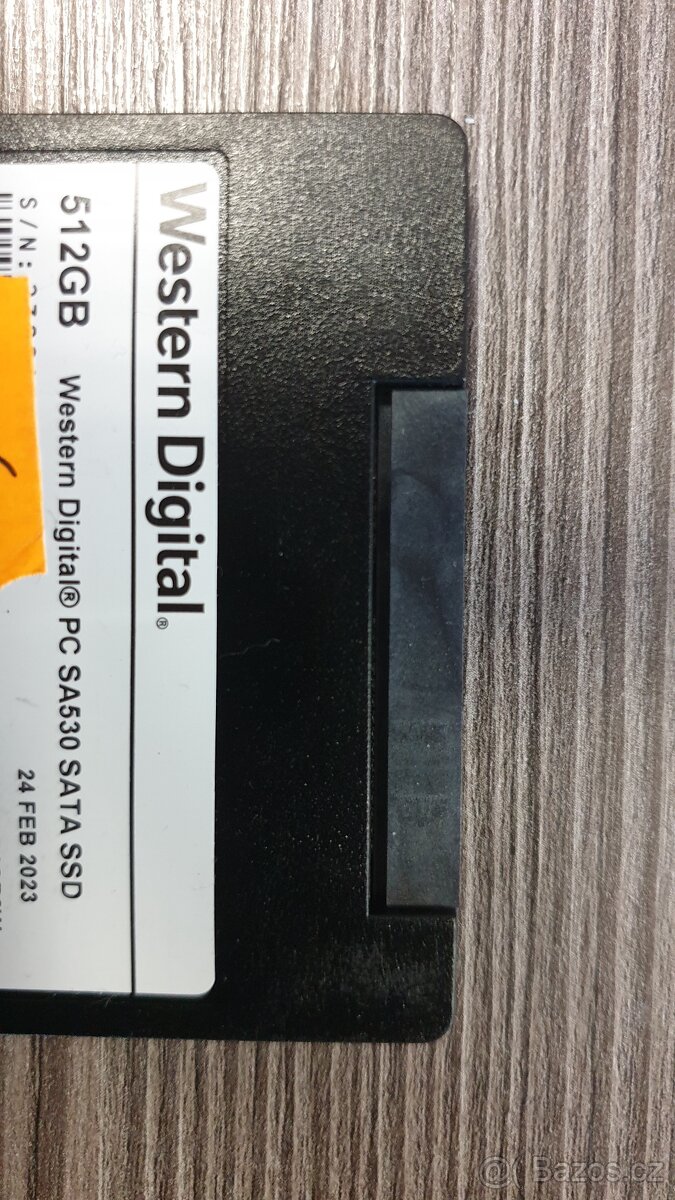 Western Digital®
512GB Western Digital® PC SA530 SATA SSD
S/N:
24 FEB 2023
© Bazos.cz